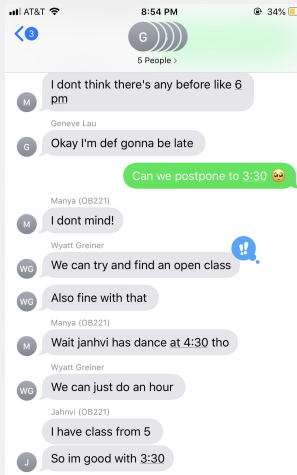 AT&T
8:54 PM
34%
3
G
5 People >
I dont think there's any before like 6
pm
M
Geneve Lau
Okay I'm def gonna be late
G
Can we postpone to 3:30 🥺
Manya (OB221)
I dont mind!
M
Wyatt Greiner
!!
We can try and find an open class
WG
Also fine with that
WG
Manya (OB221)
Wait janhvi has dance at 4:30 tho
M
Wyatt Greiner
We can just do an hour
WG
Jahnvi (OB221)
I have class from 5
So im good with 3:30
J